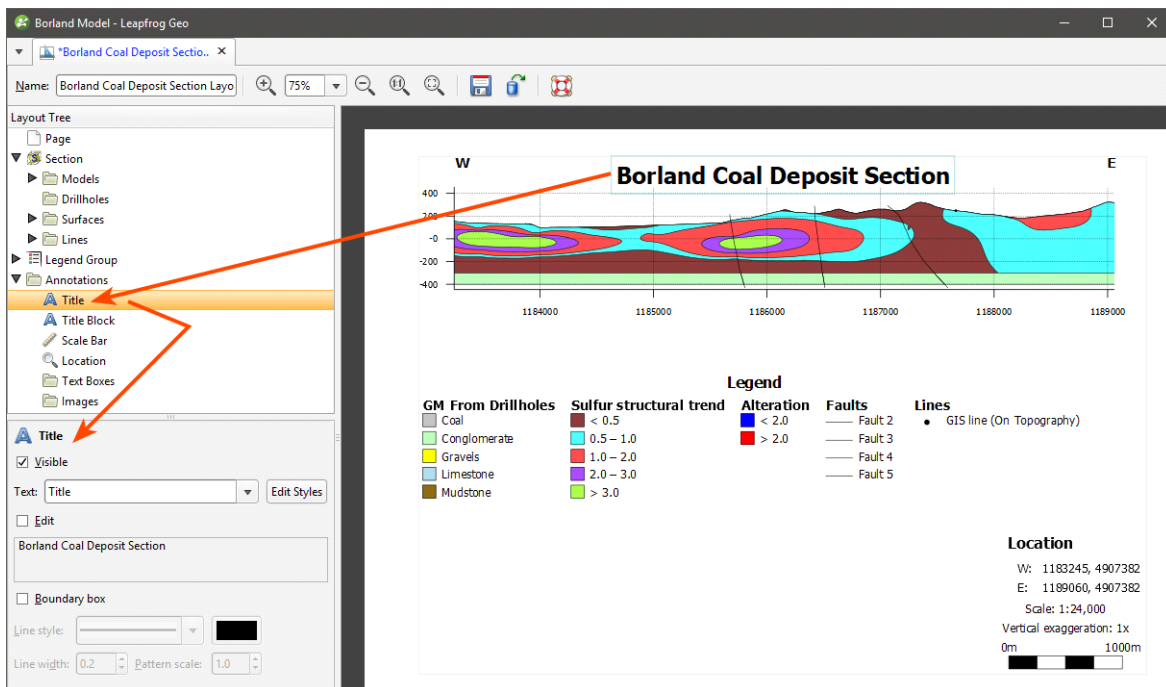 Borland Model - Leapfrog Geo
*Borland Coal Deposit Sectio..
Name: Borland Coal Deposit Section Layo 75%
Layout Tree
Page
Section
Models
Drillholes
Surfaces
Lines
Legend Group
Annotations
Title
Title Block
Scale Bar
Location
Text Boxes
Images
Title
Visible
Text: Title Edit Styles
Edit
Borland Coal Deposit Section
Boundary box
Line style:
Line width: 0.2 Pattern scale: 1.0
W E
Borland Coal Deposit Section
400
200
-0
-200
-400
1184000 1185000 1186000 1187000 1188000 1189000
Legend
GM From Drillholes Sulfur structural trend Alteration Faults Lines
Coal < 0.5 < 2.0 Fault 2 GIS line (On Topography)
Conglomerate 0.5 – 1.0 > 2.0 Fault 3
Gravels 1.0 – 2.0 Fault 4
Limestone 2.0 – 3.0 Fault 5
Mudstone > 3.0
Location
W: 1183245, 4907382
E: 1189060, 4907382
Scale: 1:24,000
Vertical exaggeration: 1x
0m 1000m